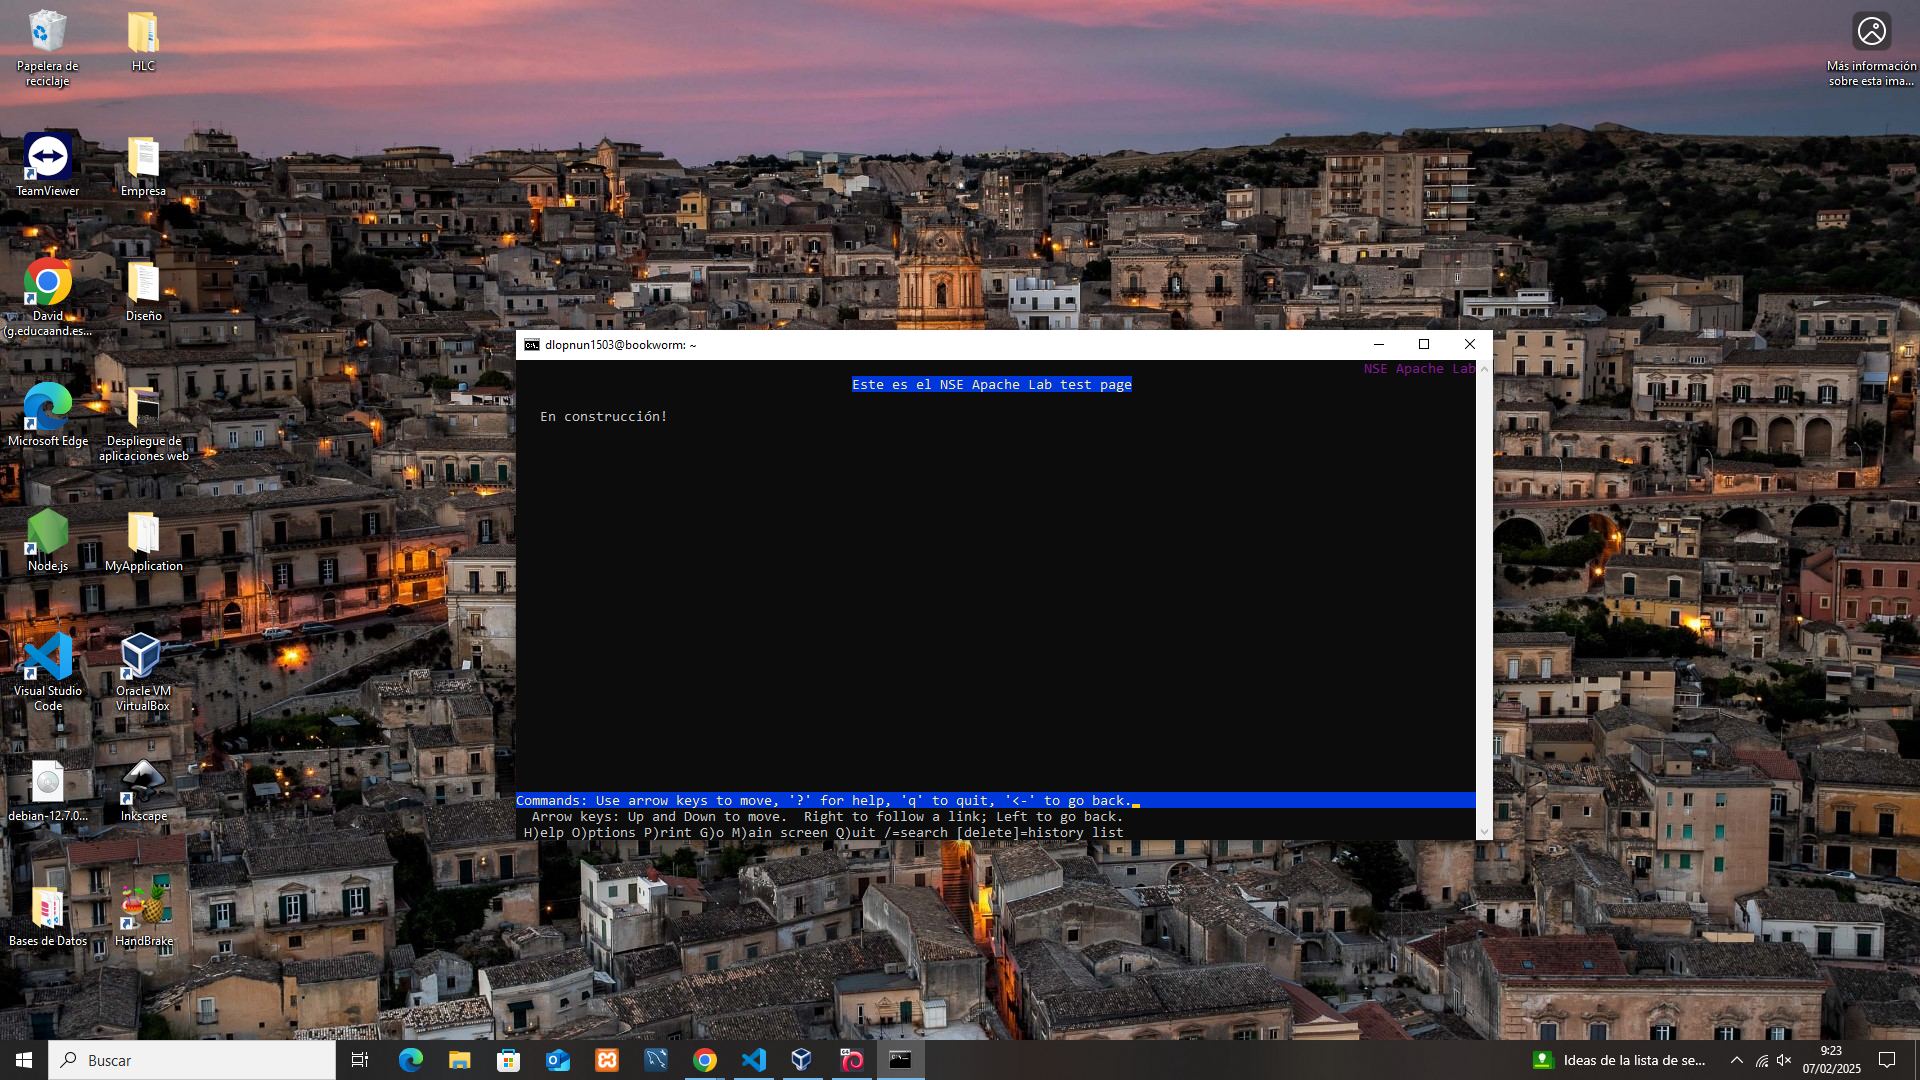 Papelera de
reciclaje
HLC
Más información
sobre esta ima...
TeamViewer
Empresa
David
(g.educaand.es...
Diseño
Microsoft Edge
Despliegue de
aplicaciones web
Node.js
MyApplication
Visual Studio
Code
Oracle VM
VirtualBox
debian-12.7.0...
Inkscape
Bases de Datos
HandBrake
dlopnun1503@bookworm: ~
NSE Apache Lab
Este es el NSE Apache Lab test page
En construcción!
Commands: Use arrow keys to move, '?' for help, 'q' to quit, '<-' to go back.
Arrow keys: Up and Down to move.  Right to follow a link; Left to go back.
H)elp O)ptions P)rint G)o M)ain screen Q)uit /=search [delete]=history list
Buscar
Ideas de la lista de se...
9:23
07/02/2025